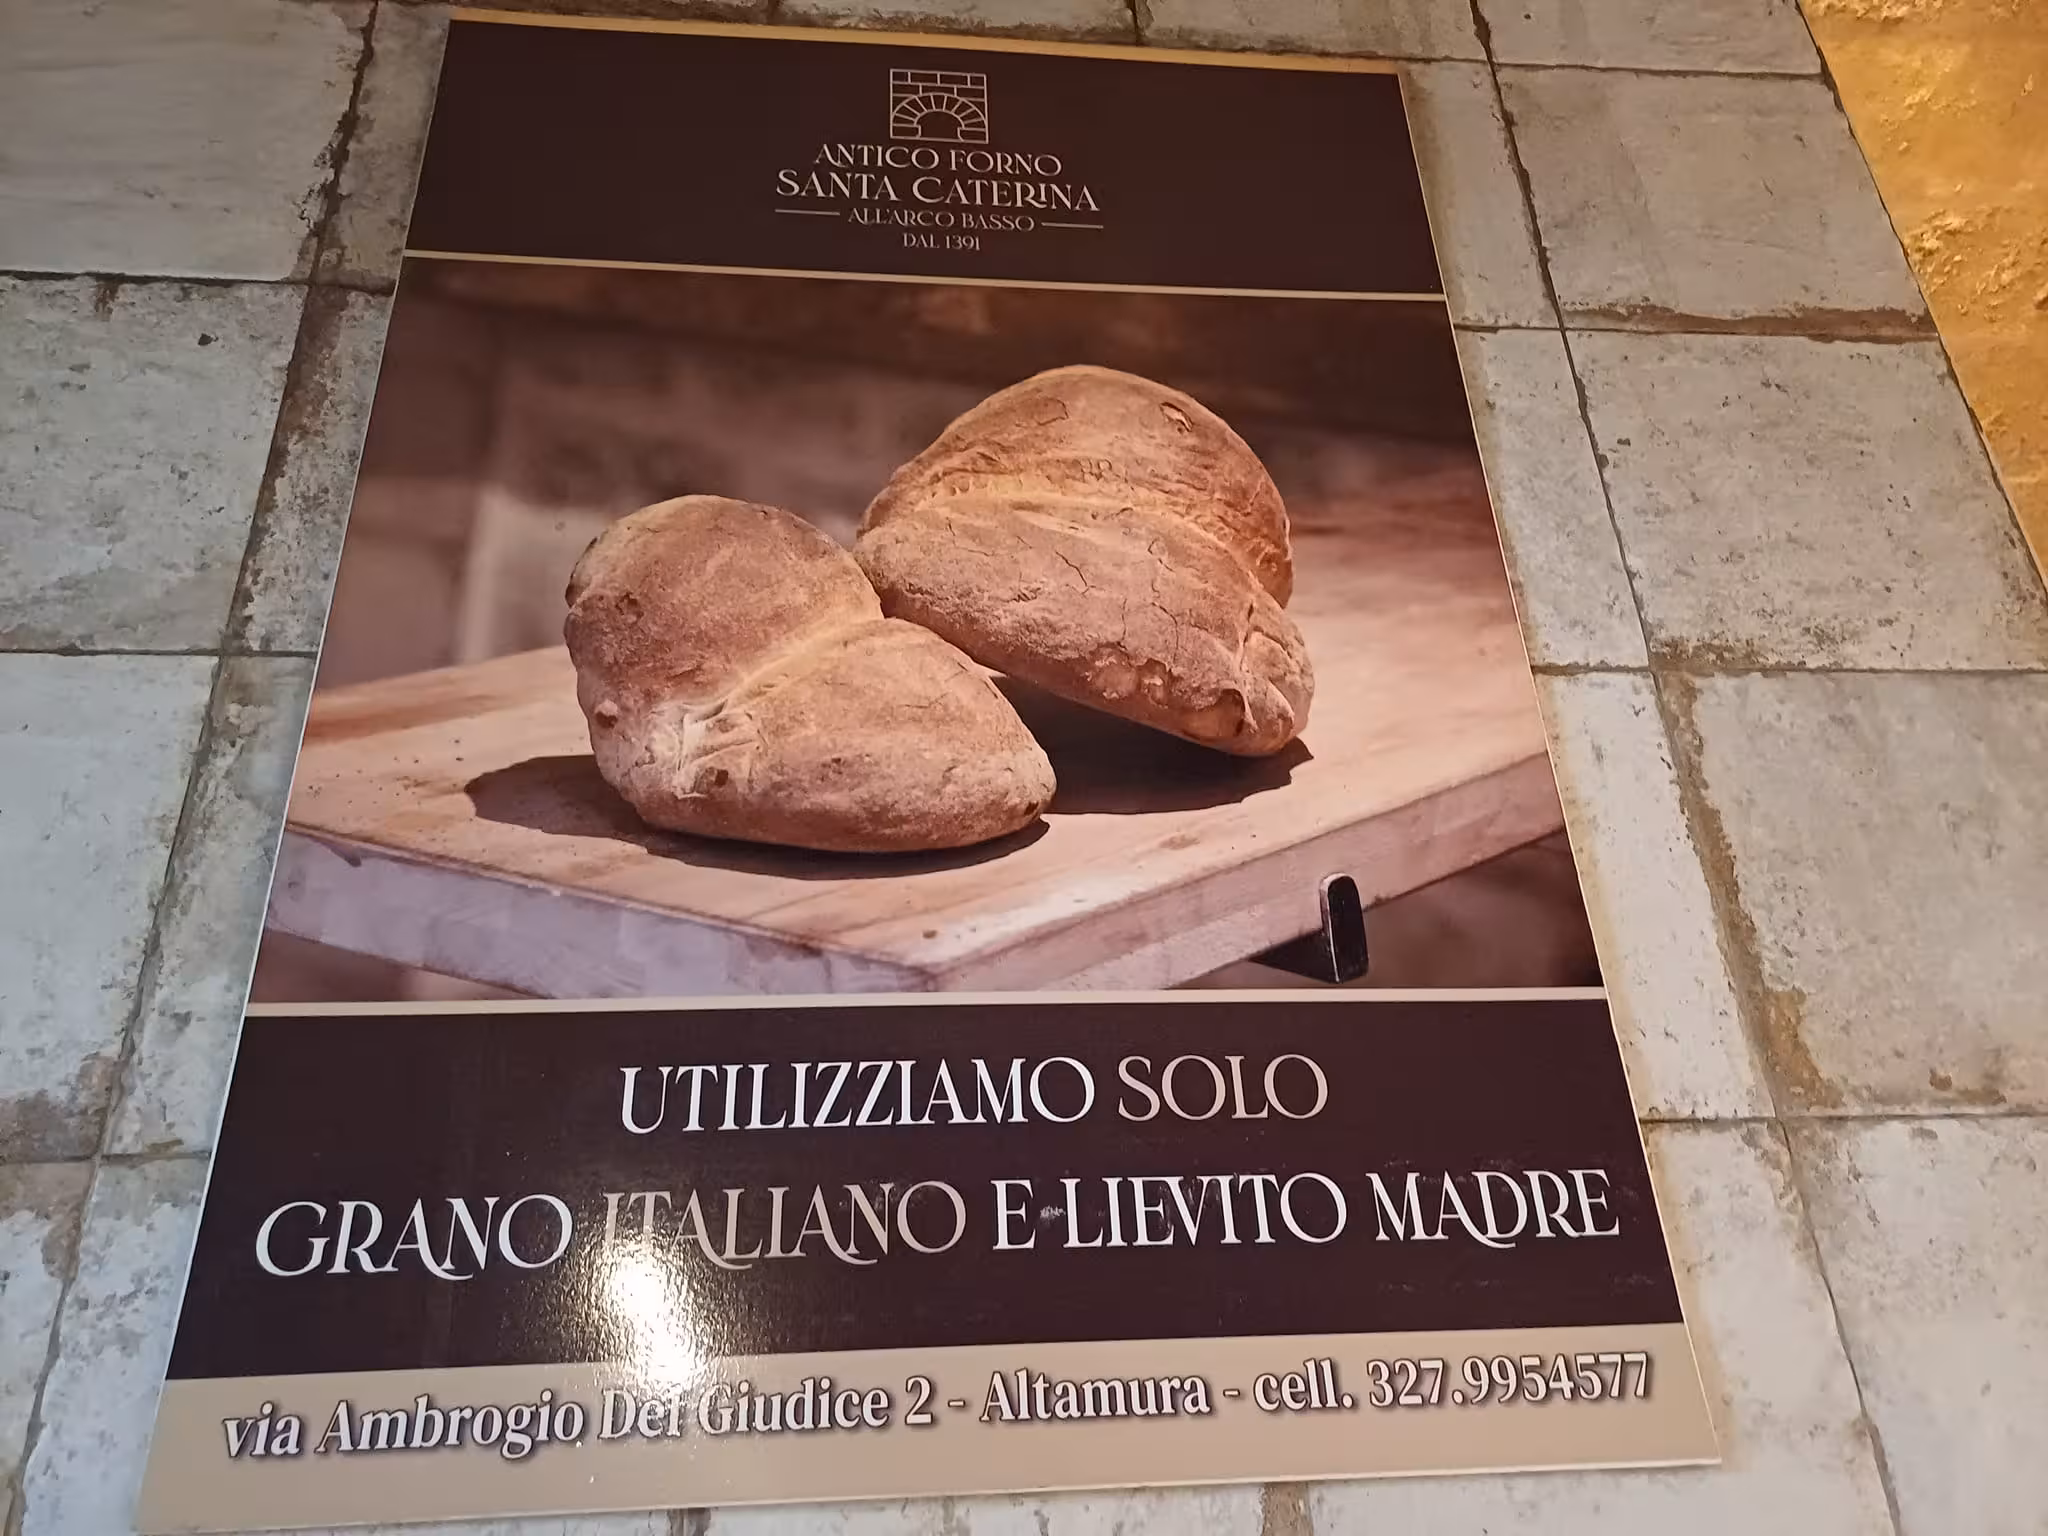 ANTICO FORNO
SANTA CATERINA
ALL'ARCO BASSO
DAL 1391
UTILIZZIAMO SOLO
GRANO ITALIANO E LIEVITO MADRE
via Ambrogio Del Giudice 2 - Altamura - cell. 327.9954577